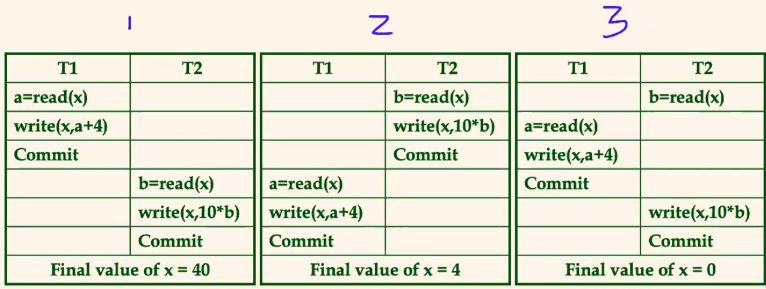 1 2 3
T1 T2 T1 T2 T1 T2
a=read(x) b=read(x) b=read(x)
write(x,a+4) write(x,10*b) a=read(x)
Commit Commit write(x,a+4)
b=read(x) a=read(x) Commit
write(x,10*b) write(x,a+4) write(x,10*b)
Commit Commit Commit
Final value of x = 40 Final value of x = 4 Final value of x = 0